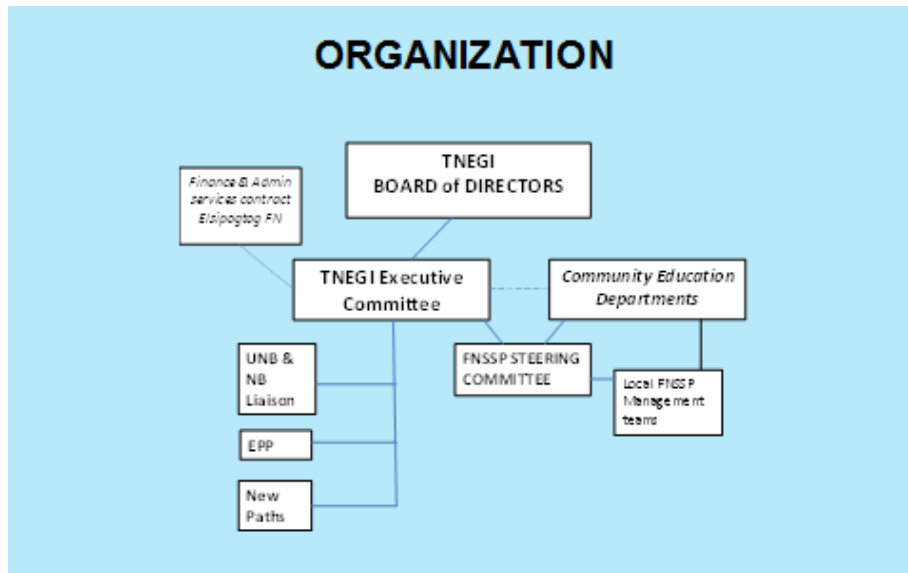 ORGANIZATION
TNEGI
BOARD of DIRECTORS
Finance & Admin
services contract
Elsipogtog FN
TNEGI Executive
Committee
Community Education
Departments
UNB &
NB
Liaison
FNSSP STEERING
COMMITTEE
Local FNSSP
Management
teams
EPP
New
Paths